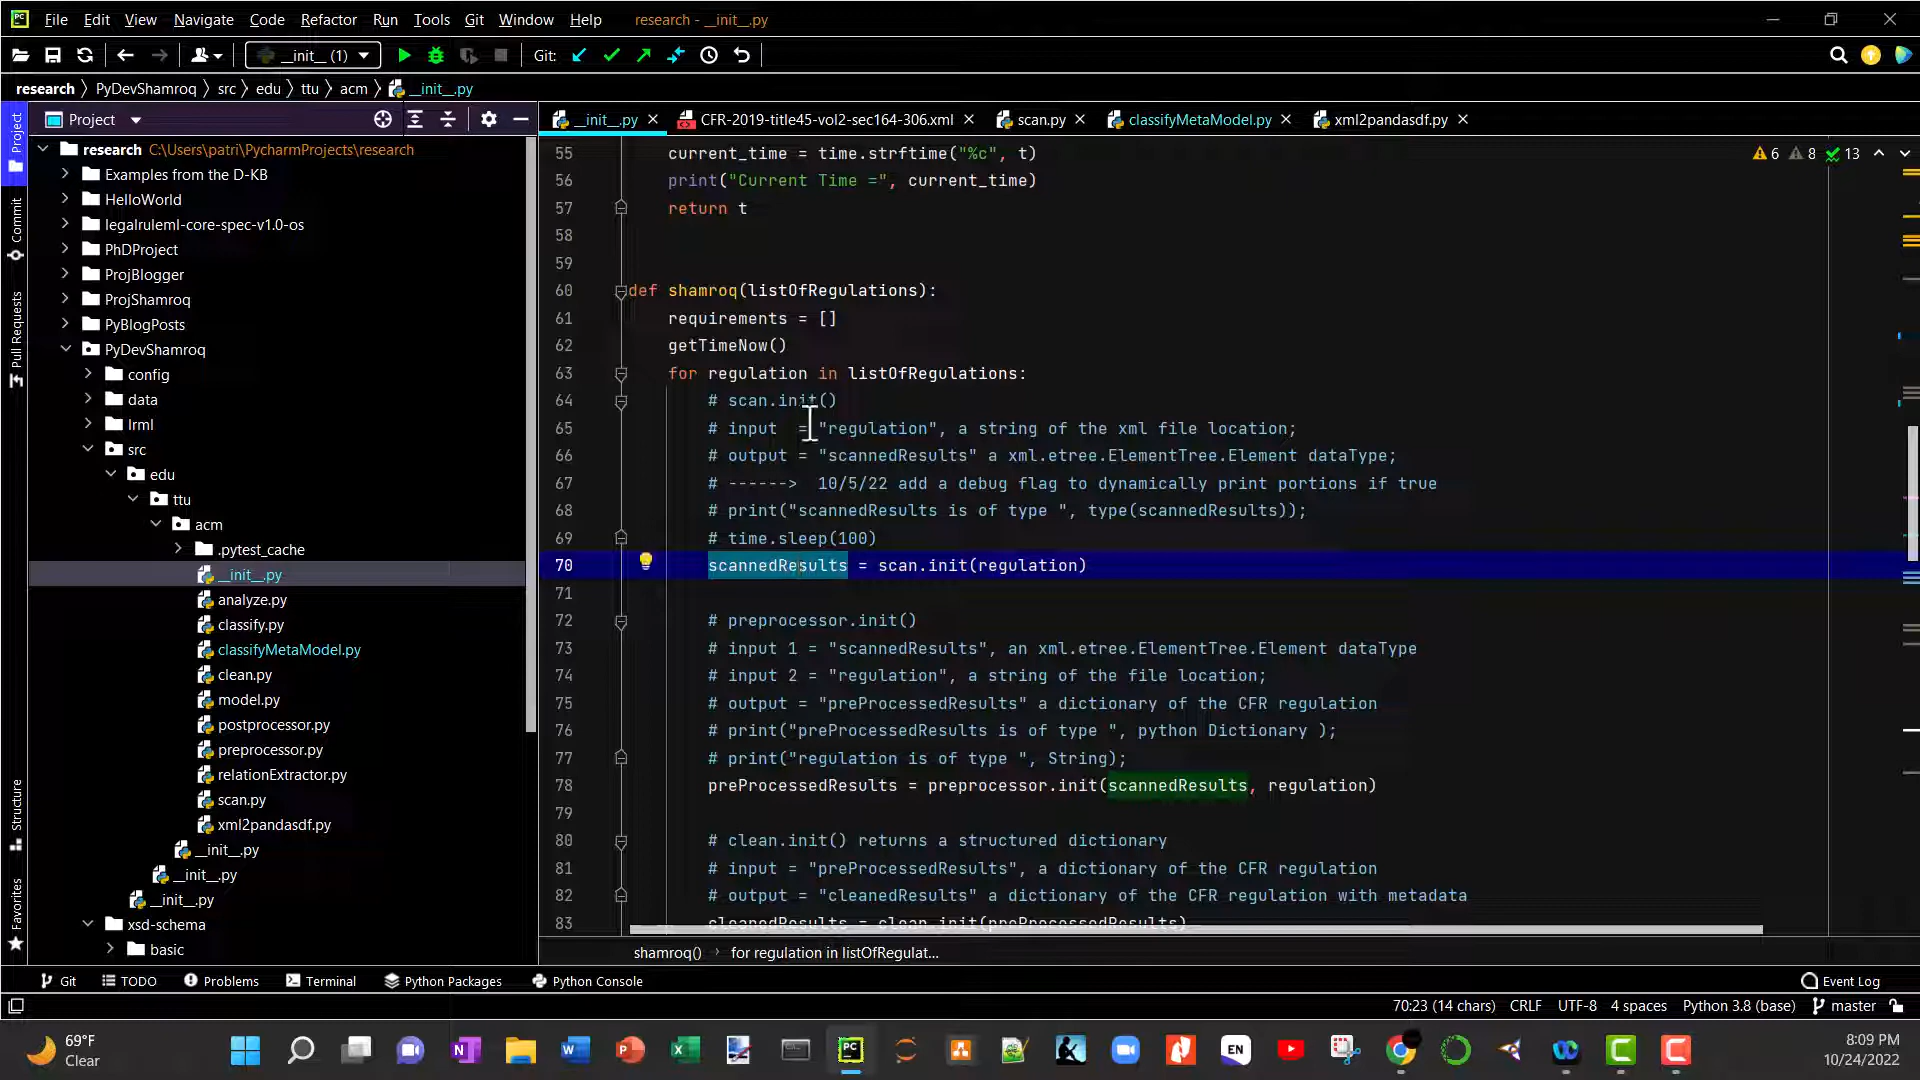 File Edit View Navigate Code Refactor Run Tools Git Window Help research - __init__.py
__init__ (1) Git:
research PyDevShamroq src edu ttu acm __init__.py
Project
__init__.py CFR-2019-title45-vol2-sec164-306.xml scan.py classifyMetaModel.py xml2pandasdf.py
Project
Commit
Pull Requests
Structure
Favorites
research C:\Users\patri\PycharmProjects\research
Examples from the D-KB
HelloWorld
legalruleml-core-spec-v1.0-os
PhDProject
ProjBlogger
ProjShamroq
PyBlogPosts
PyDevShamroq
config
data
lrml
src
edu
ttu
acm
.pytest_cache
__init__.py
analyze.py
classify.py
classifyMetaModel.py
clean.py
model.py
postprocessor.py
preprocessor.py
relationExtractor.py
scan.py
xml2pandasdf.py
__init__.py
__init__.py
__init__.py
xsd-schema
basic
6 8 13
55 current_time = time.strftime("%c", t)
56 print("Current Time =", current_time)
57 return t
58
59
60 def shamroq(listOfRegulations):
61 requirements = []
62 getTimeNow()
63 for regulation in listOfRegulations:
64 # scan.init()
65 # input = "regulation", a string of the xml file location;
66 # output = "scannedResults" a xml.etree.ElementTree.Element dataType;
67 # ------> 10/5/22 add a debug flag to dynamically print portions if true
68 # print("scannedResults is of type ", type(scannedResults));
69 # time.sleep(100)
70 scannedResults = scan.init(regulation)
71
72 # preprocessor.init()
73 # input 1 = "scannedResults", an xml.etree.ElementTree.Element dataType
74 # input 2 = "regulation", a string of the file location;
75 # output = "preProcessedResults" a dictionary of the CFR regulation
76 # print("preProcessedResults is of type ", python Dictionary );
77 # print("regulation is of type ", String);
78 preProcessedResults = preprocessor.init(scannedResults, regulation)
79
80 # clean.init() returns a structured dictionary
81 # input = "preProcessedResults", a dictionary of the CFR regulation
82 # output = "cleanedResults" a dictionary of the CFR regulation with metadata
83 cleanedResults = clean.init(preProcessedResults)
shamroq() for regulation in listOfRegulat...
Git TODO Problems Terminal Python Packages Python Console Event Log
70:23 (14 chars) CRLF UTF-8 4 spaces Python 3.8 (base) master
69°F
Clear
EN
8:09 PM
10/24/2022